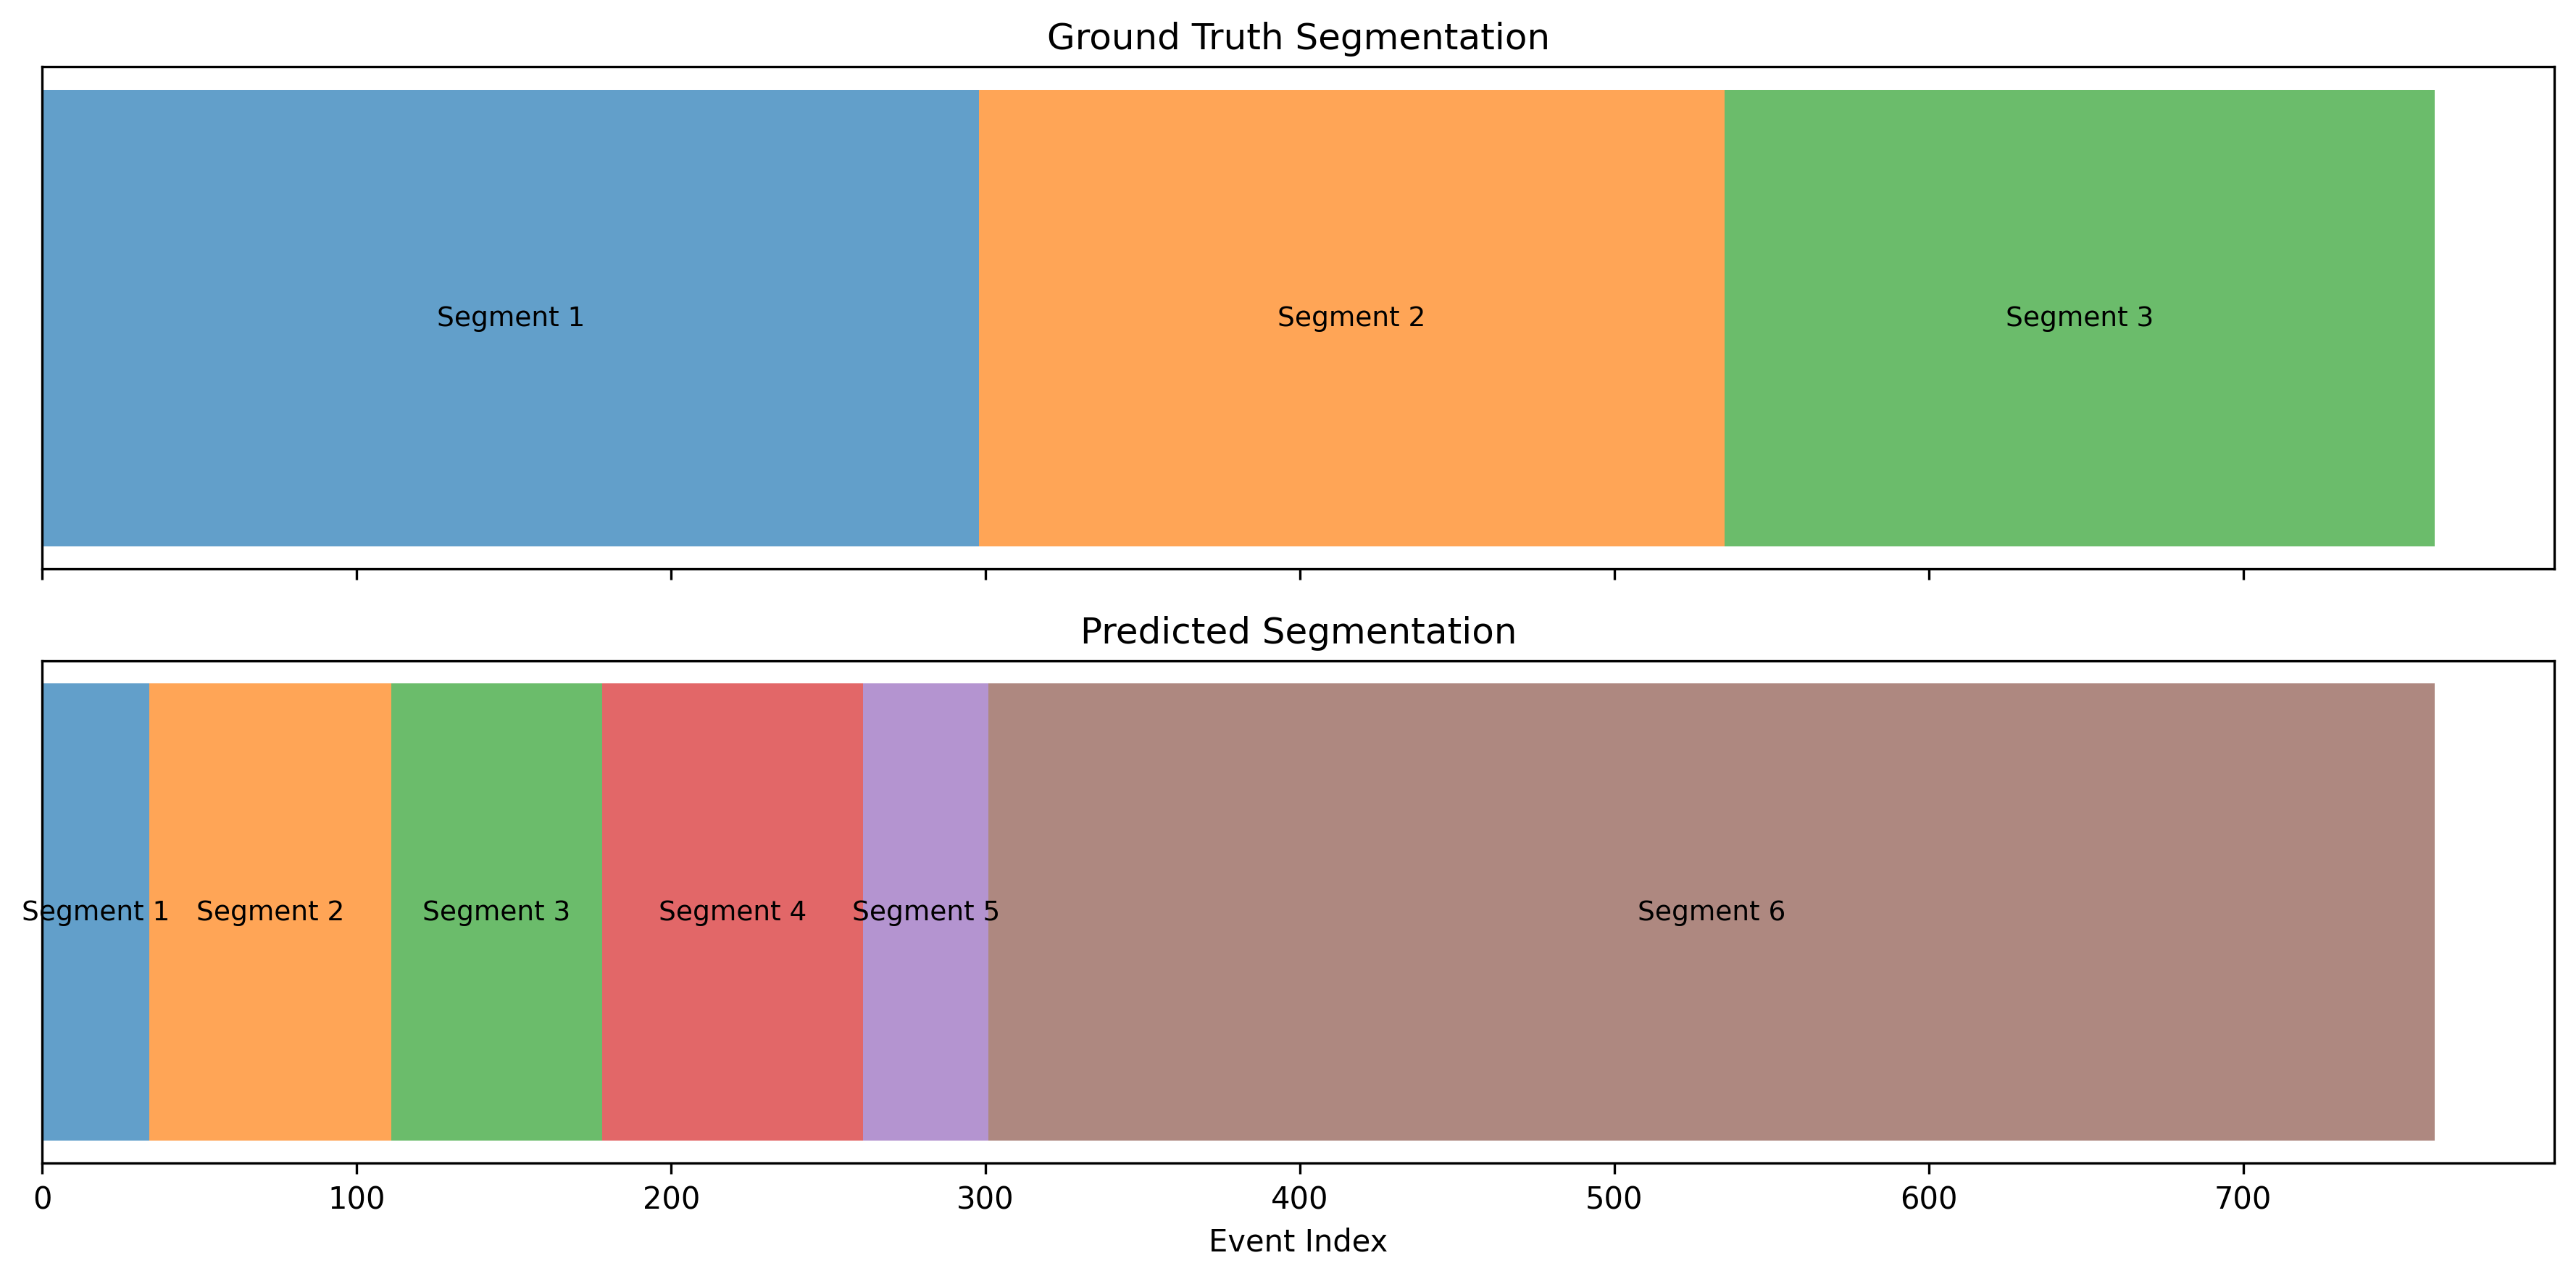 Ground Truth Segmentation
Segment 1 Segment 2 Segment 3
Predicted Segmentation
Segment 1 Segment 2 Segment 3 Segment 4 Segment 5 Segment 6
0 100 200 300 400 500 600 700
Event Index